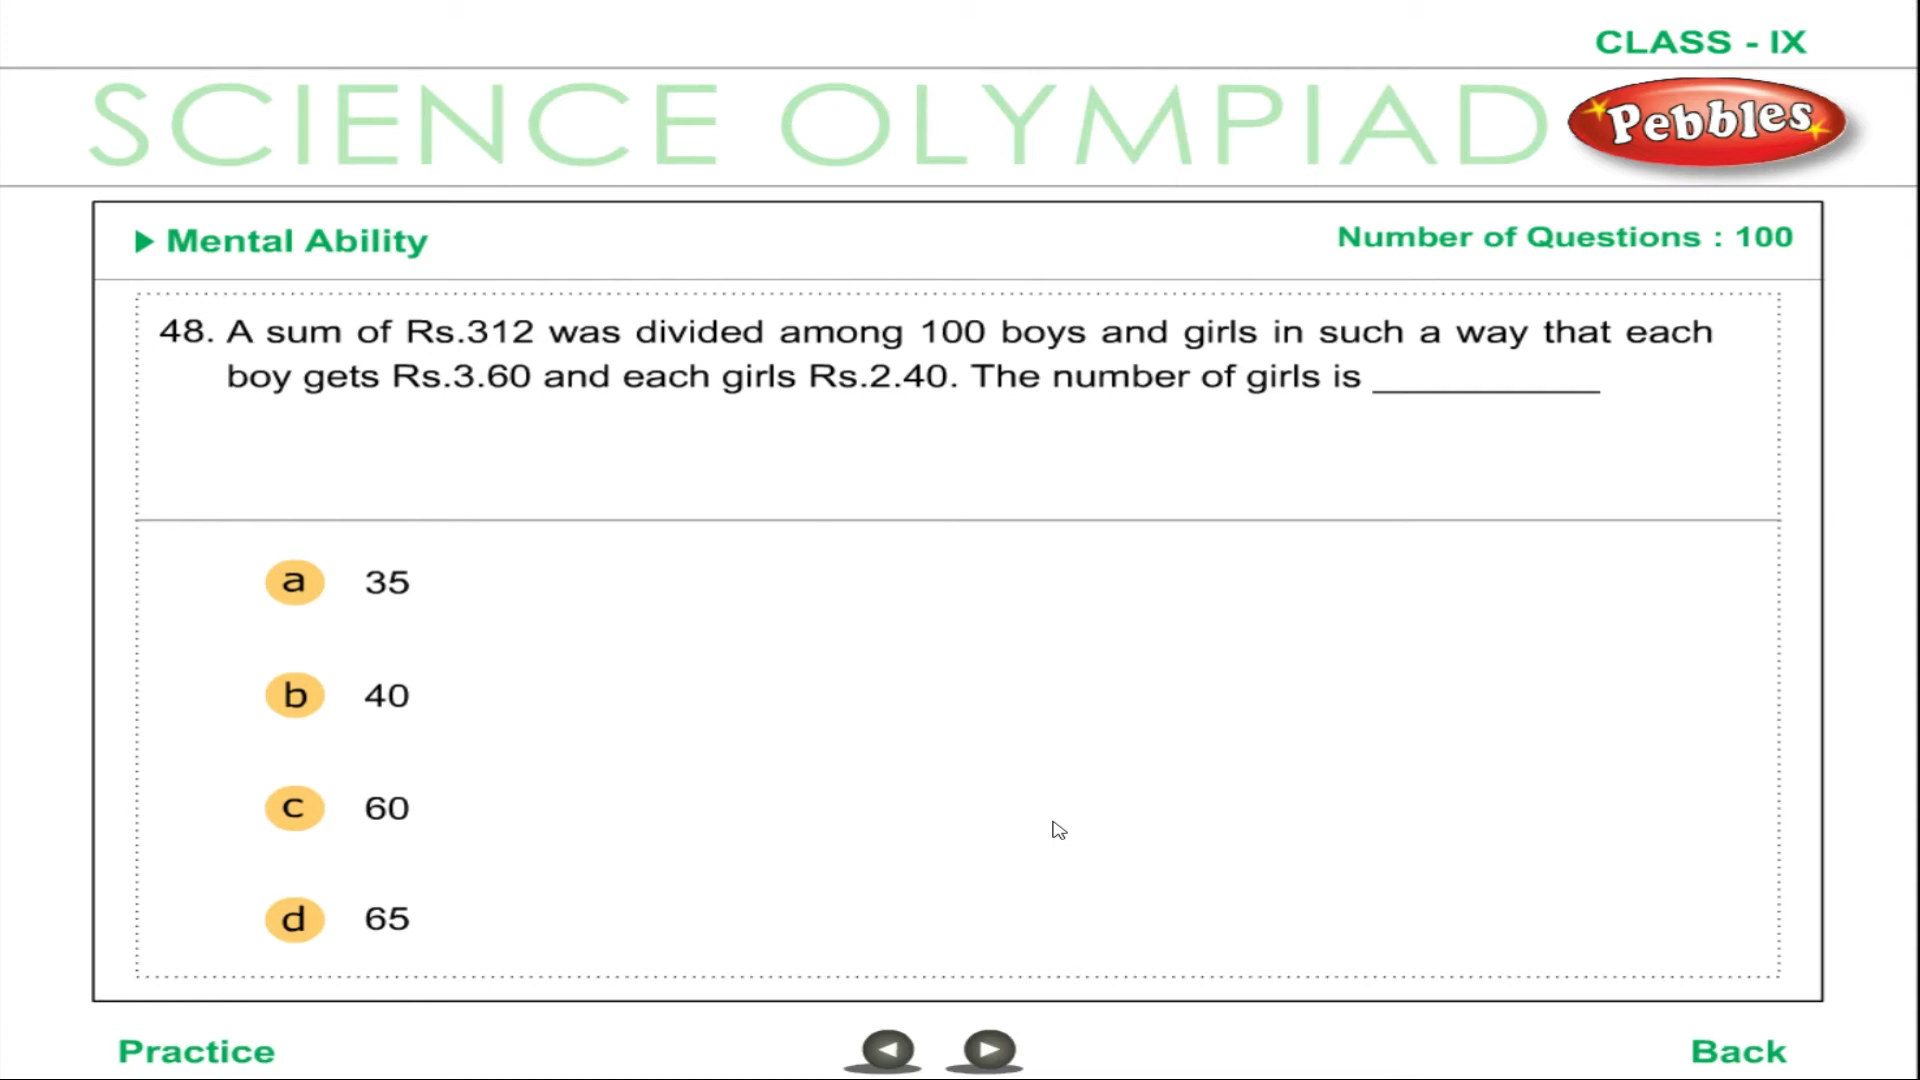 CLASS - IX
SCIENCE OLYMPIAD
Pebbles
Mental Ability
Number of Questions : 100
48. A sum of Rs.312 was divided among 100 boys and girls in such a way that each
boy gets Rs.3.60 and each girls Rs.2.40. The number of girls is ____________
a 35
b 40
c 60
d 65
Practice
Back